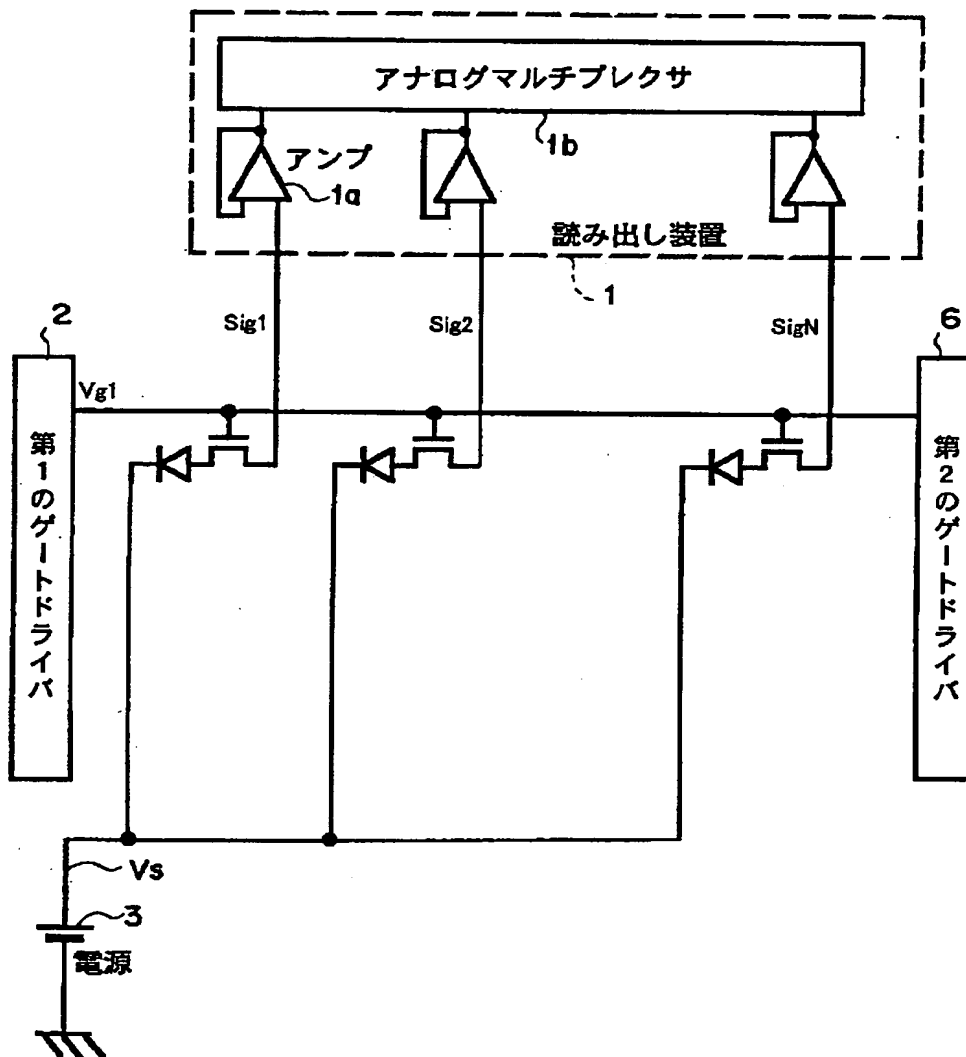 アナログマルチプレクサ
アンプ
1a
1b
読み出し装置
1
Sig1
Sig2
SigN
2
6
Vg1
第1のゲートドライバ
第2のゲートドライバ
Vs
3
電源